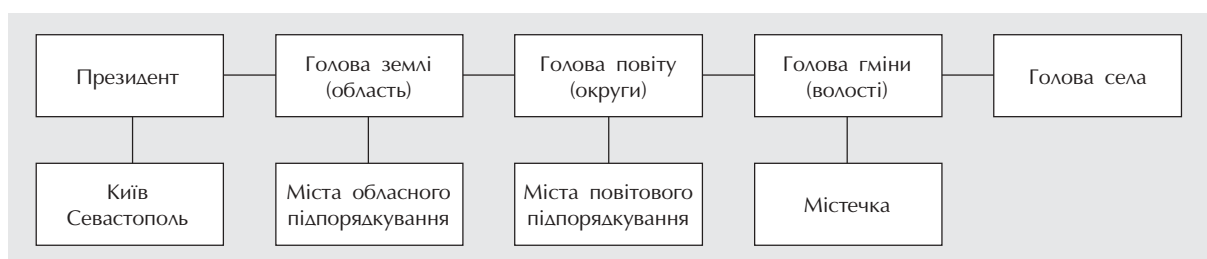 Президент
Голова землі
(область)
Голова повіту
(округи)
Голова гміни
(волості)
Голова села
Київ
Севастополь
Міста обласного
підпорядкування
Міста повітового
підпорядкування
Містечка